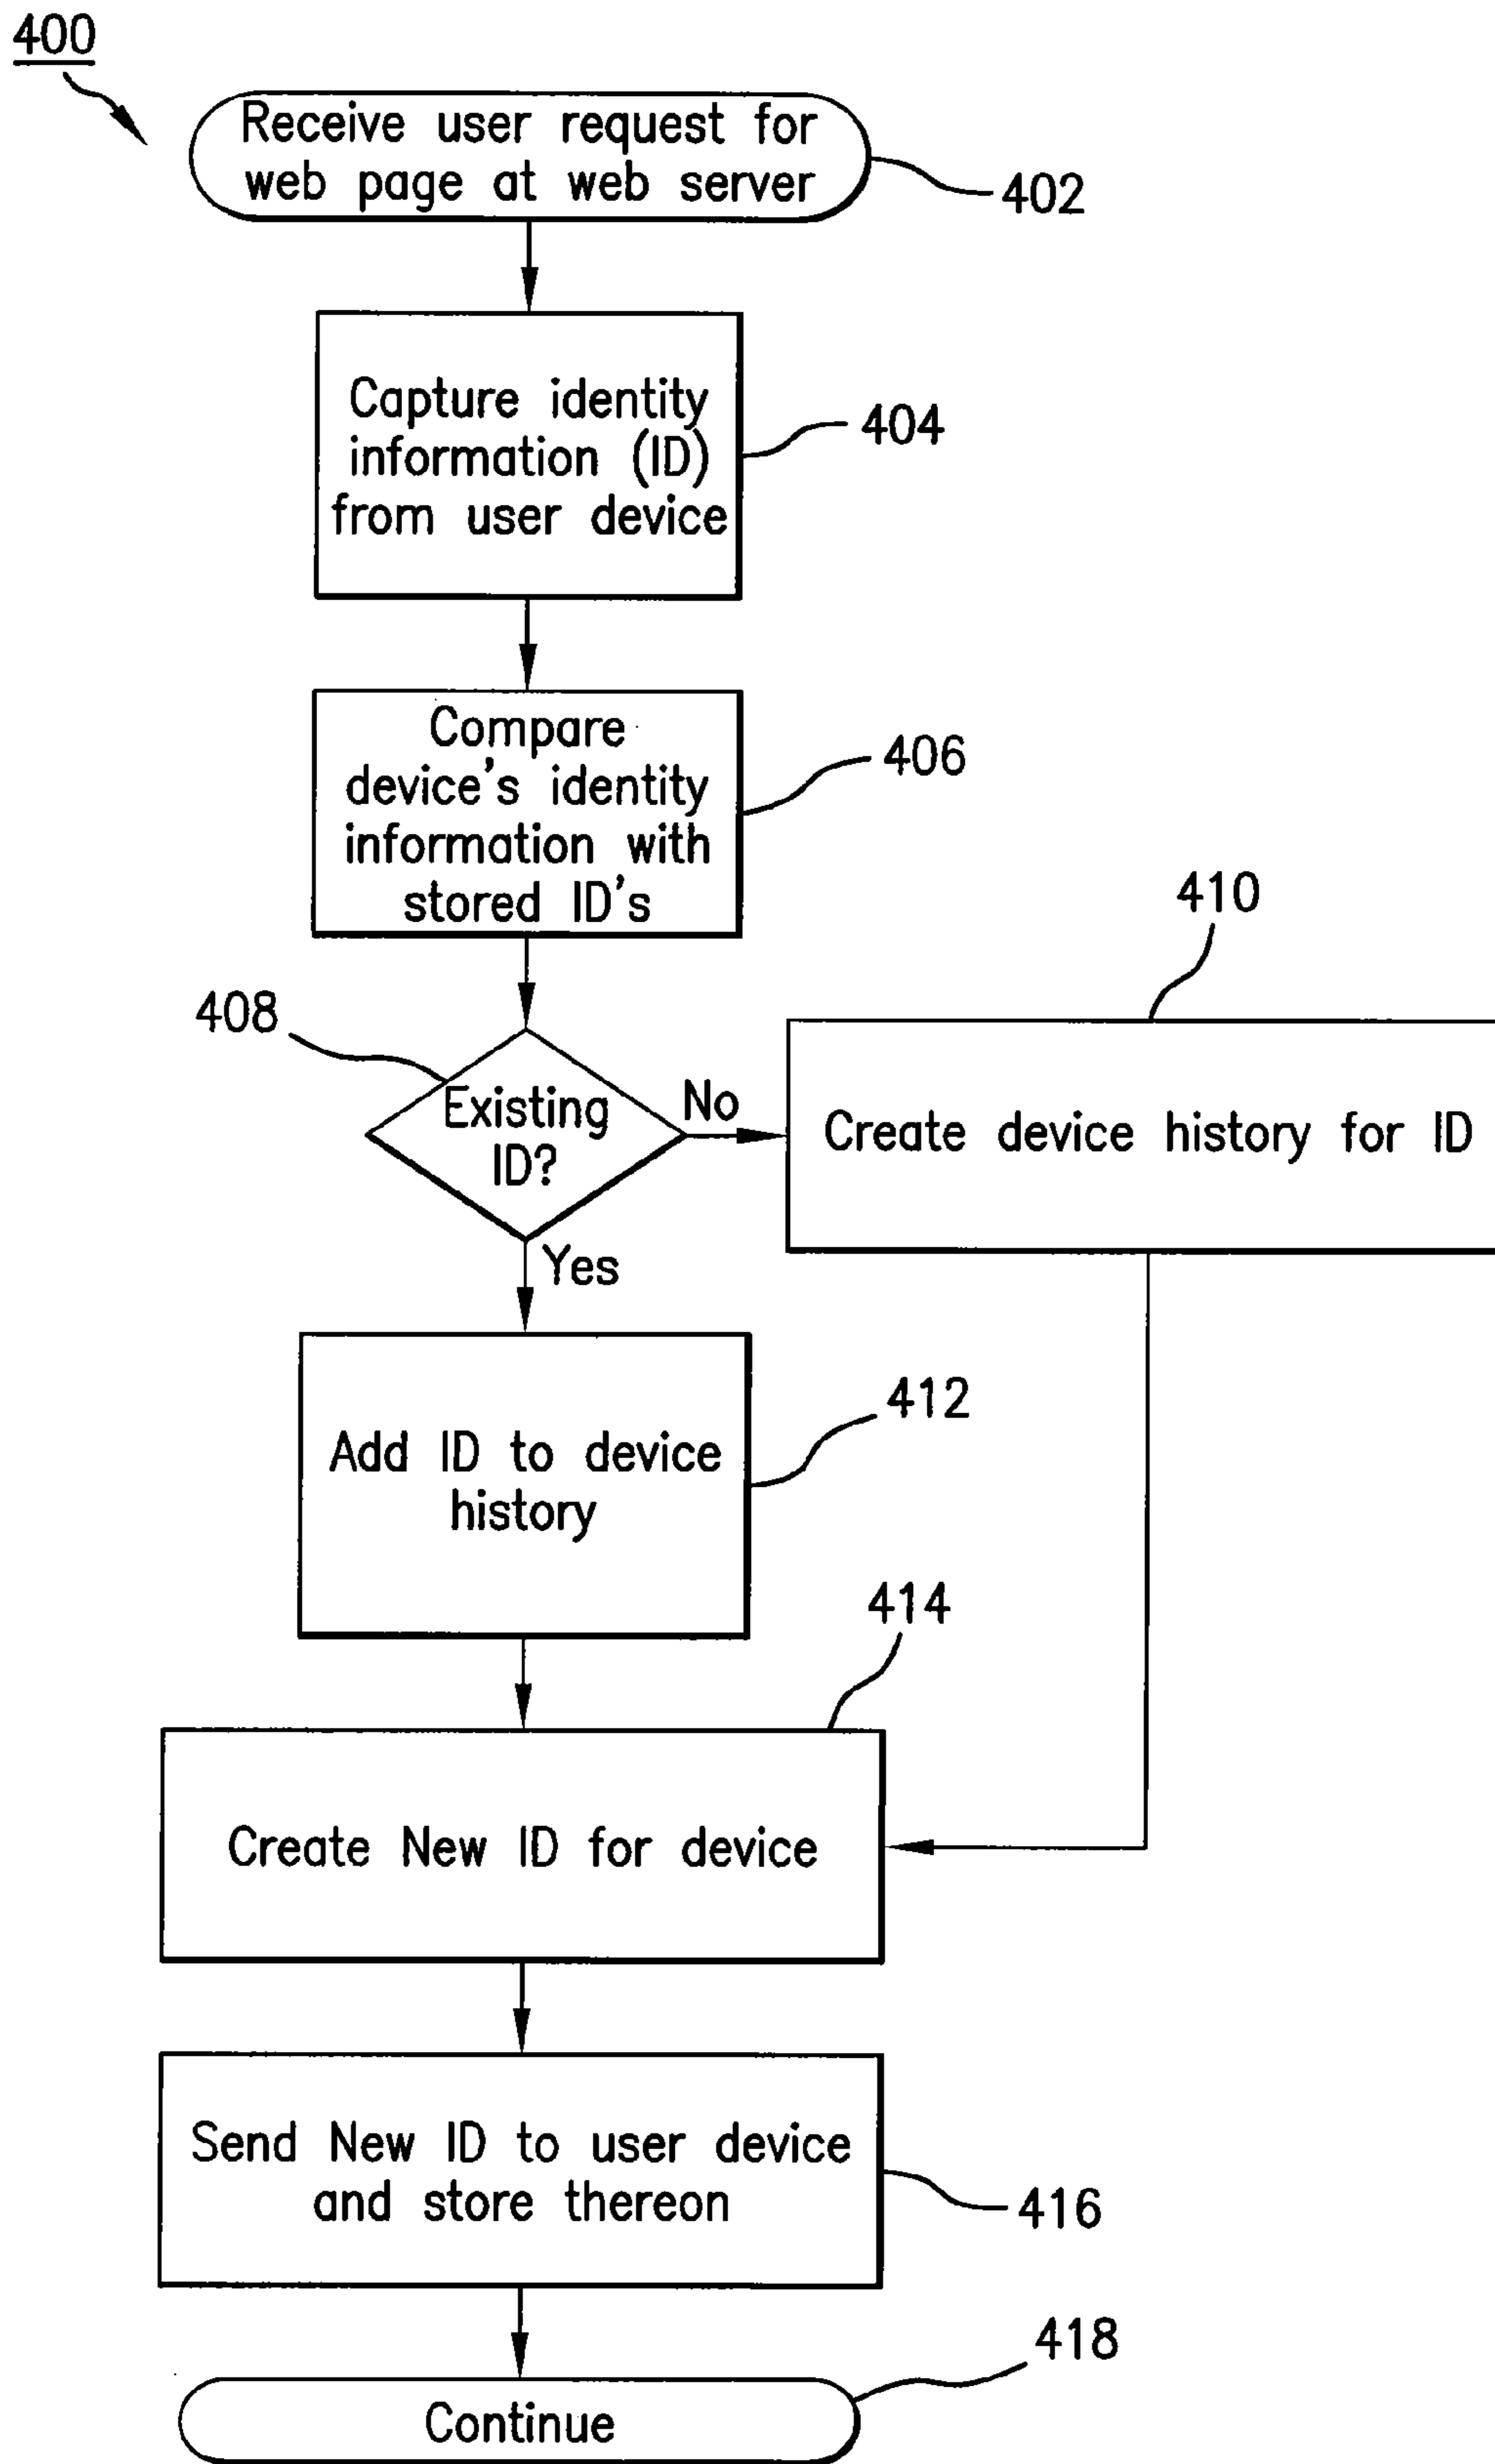 400
Receive user request for
web page at web server
402
Capture identity
information (ID)
from user device
404
Compare
device's identity
information with
stored ID's
406
408
Existing
ID?
No
Yes
410
Create device history for ID
Add ID to device
history
412
414
Create New ID for device
Send New ID to user device
and store thereon
416
418
Continue